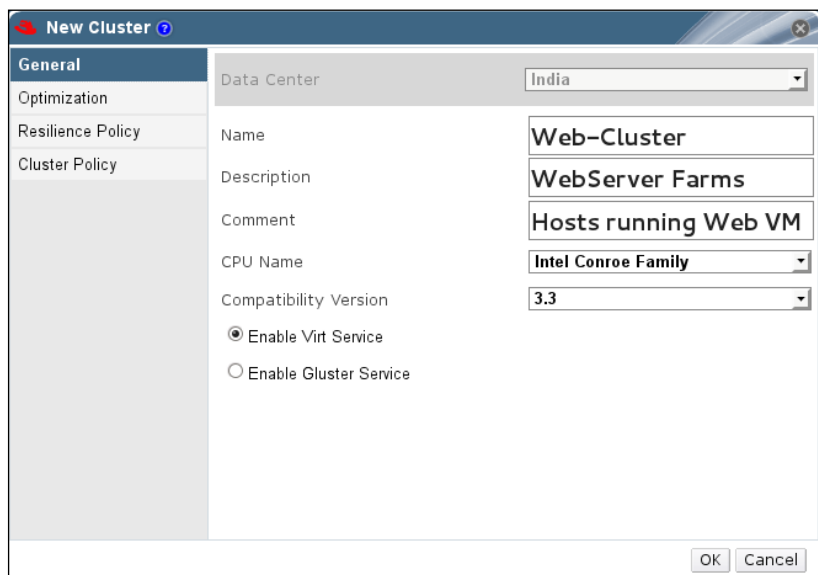 New Cluster ?
General
Optimization
Resilience Policy
Cluster Policy
Data Center India
Name Web-Cluster
Description WebServer Farms
Comment Hosts running Web VM
CPU Name Intel Conroe Family
Compatibility Version 3.3
Enable Virt Service
Enable Gluster Service
OK Cancel